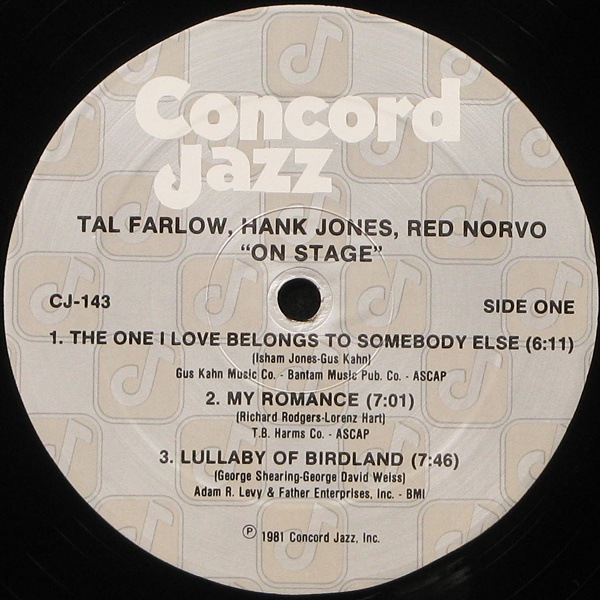 Concord
Jazz
TAL FARLOW, HANK JONES, RED NORVO
“ON STAGE”
CJ-143
SIDE ONE
1. THE ONE I LOVE BELONGS TO SOMEBODY ELSE (6:11)
(Isham Jones-Gus Kahn)
Gus Kahn Music Co. - Bantam Music Pub. Co. - ASCAP
2. MY ROMANCE (7:01)
(Richard Rodgers-Lorenz Hart)
T.B. Harms Co. - ASCAP
3. LULLABY OF BIRDLAND (7:46)
(George Shearing-George David Weiss)
Adam R. Levy & Father Enterprises, Inc. - BMI
℗ 1981 Concord Jazz, Inc.